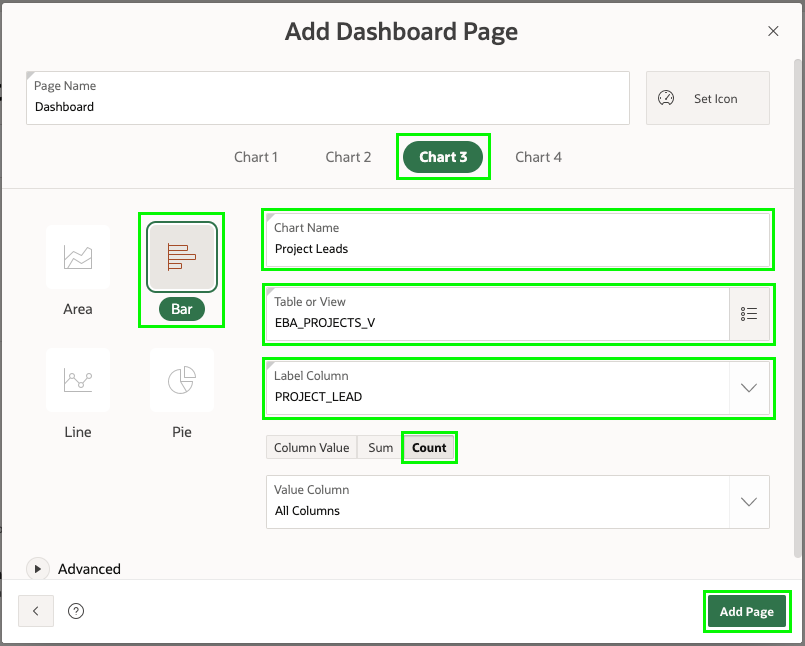 Add Dashboard Page
Page Name
Dashboard
Set Icon
Chart 1
Chart 2
Chart 3
Chart 4
Area
Bar
Line
Pie
Chart Name
Project Leads
Table or View
EBA_PROJECTS_V
Label Column
PROJECT_LEAD
Column Value
Sum
Count
Value Column
All Columns
Advanced
Add Page